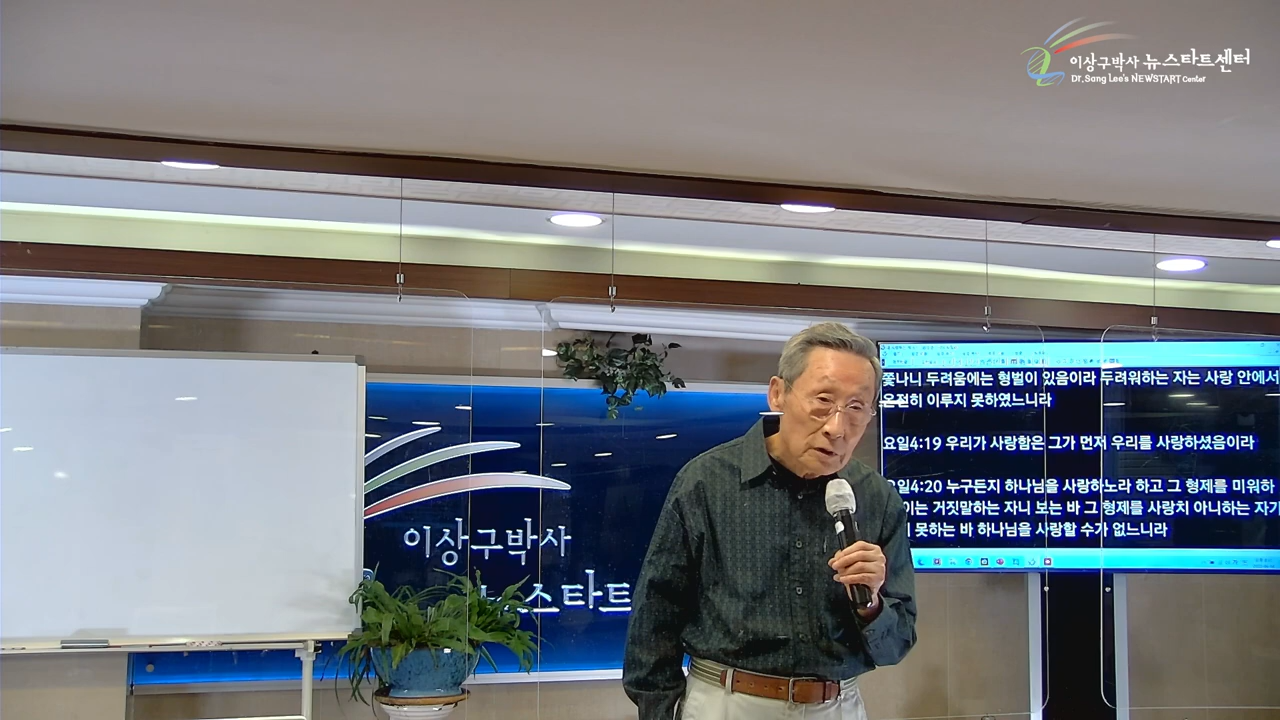 이상구박사 뉴스타트센터
Dr. Sang Lee's NEWSTART Center
쫓나니 두려움에는 형벌이 있음이라 두려워하는 자는 사랑 안에서
온전히 이루지 못하였느니라
요일4:19 우리가 사랑함은 그가 먼저 우리를 사랑하셨음이라
요일4:20 누구든지 하나님을 사랑하노라 하고 그 형제를 미워하
이는 거짓말하는 자니 보는 바 그 형제를 사랑치 아니하는 자가
못하는 바 하나님을 사랑할 수가 없느니라
이상구박사
뉴스타트